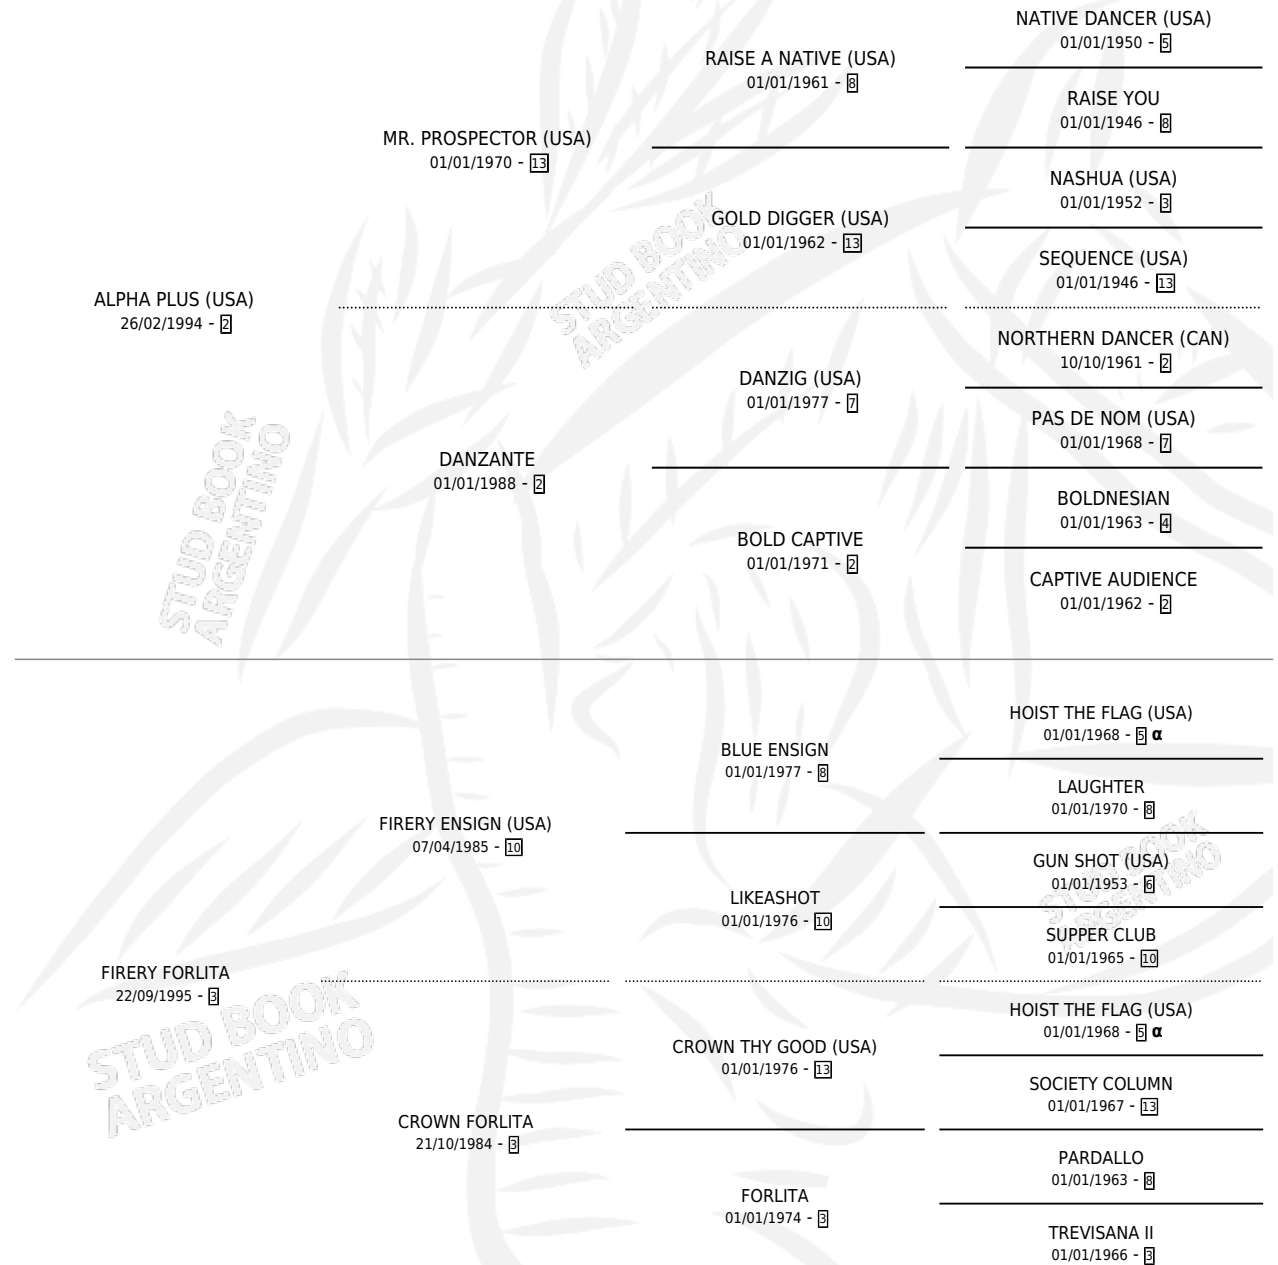 NATIVE DANCER (USA)
01/01/1950 - 5
RAISE A NATIVE (USA)
01/01/1961 - 8
RAISE YOU
01/01/1946 - 8
MR. PROSPECTOR (USA)
01/01/1970 - 13
NASHUA (USA)
01/01/1952 - 3
GOLD DIGGER (USA)
01/01/1962 - 13
SEQUENCE (USA)
01/01/1946 - 13
ALPHA PLUS (USA)
26/02/1994 - 2
NORTHERN DANCER (CAN)
10/10/1961 - 2
DANZIG (USA)
01/01/1977 - 7
PAS DE NOM (USA)
01/01/1968 - 7
DANZANTE
01/01/1988 - 2
BOLDNESIAN
01/01/1963 - 4
BOLD CAPTIVE
01/01/1971 - 2
CAPTIVE AUDIENCE
01/01/1962 - 2
HOIST THE FLAG (USA)
01/01/1968 - 5 α
BLUE ENSIGN
01/01/1977 - 8
LAUGHTER
01/01/1970 - 8
FIRERY ENSIGN (USA)
07/04/1985 - 10
GUN SHOT (USA)
01/01/1953 - 6
LIKEASHOT
01/01/1976 - 10
SUPPER CLUB
01/01/1965 - 10
FIRERY FORLITA
22/09/1995 - 3
HOIST THE FLAG (USA)
01/01/1968 - 5 α
CROWN THY GOOD (USA)
01/01/1976 - 13
SOCIETY COLUMN
01/01/1967 - 13
CROWN FORLITA
21/10/1984 - 3
PARDALLO
01/01/1963 - 8
FORLITA
01/01/1974 - 3
TREVISANA II
01/01/1966 - 3
STUD BOOK
ARGENTINO
STUD BOOK
ARGENTINO
STUD BOOK
ARGENTINO
STUD BOOK
ARGENTINO